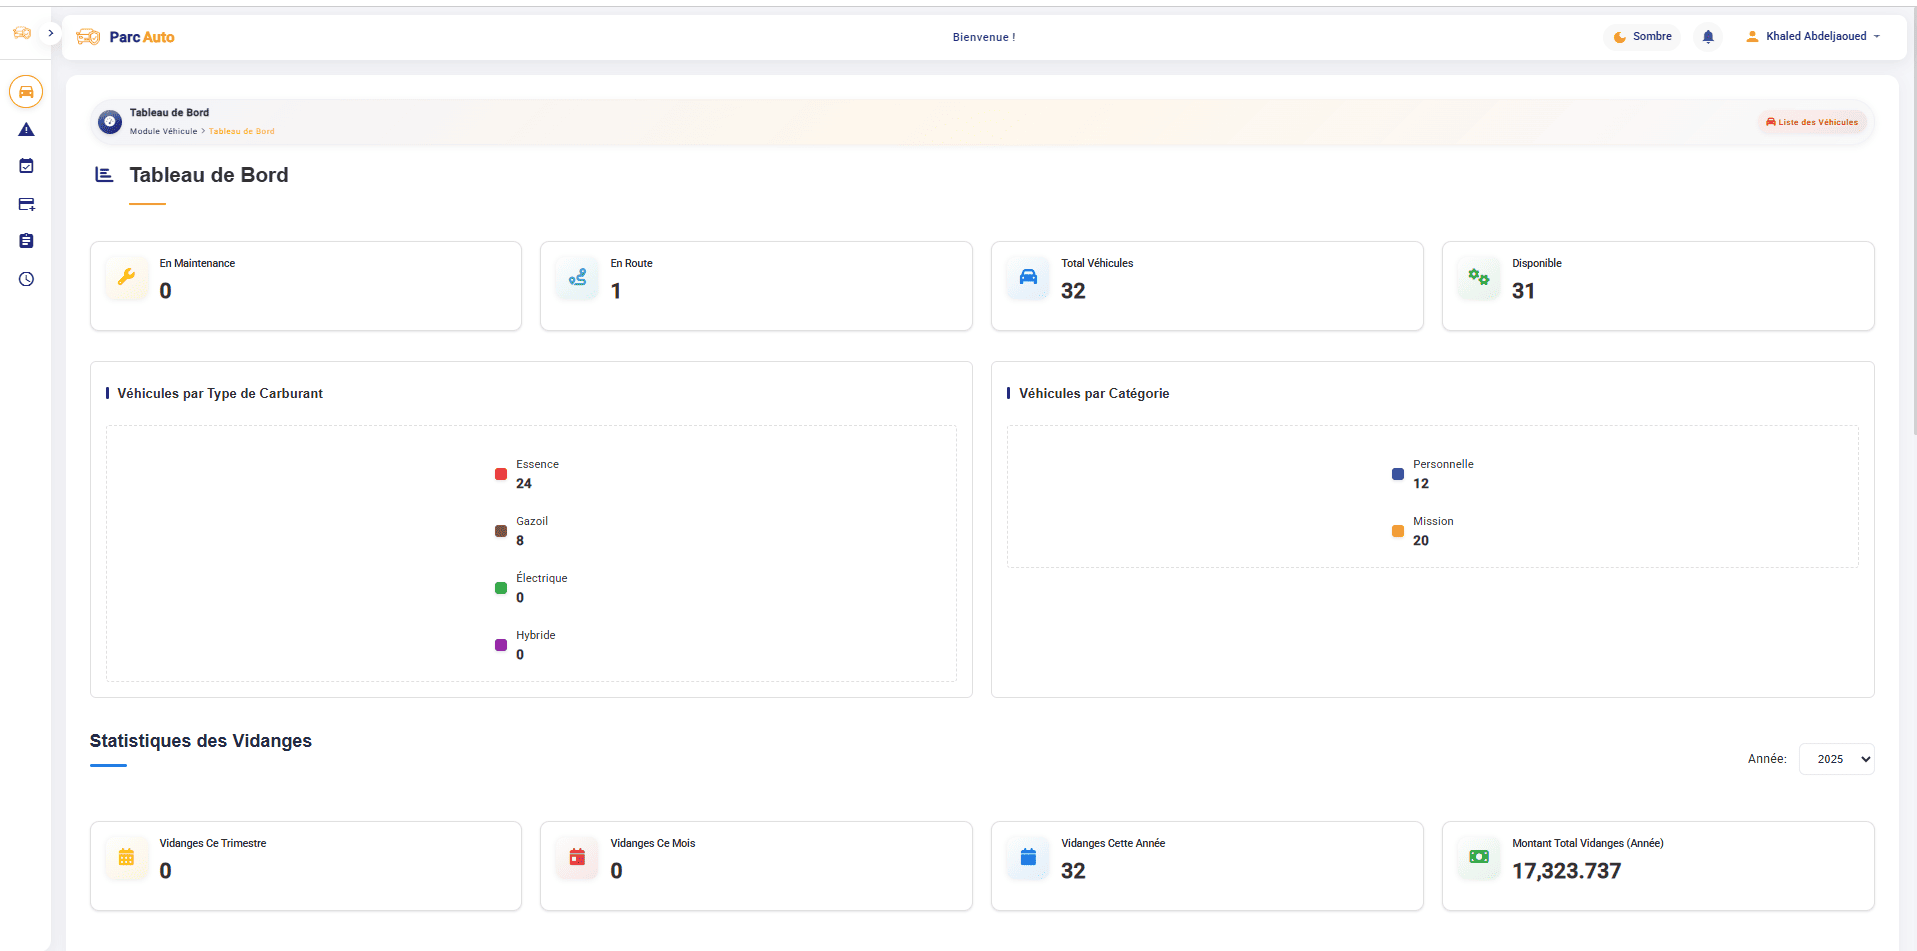 Parc Auto
Bienvenue !
Sombre
Khaled Abdeljaoued
Tableau de Bord
Module Véhicule > Tableau de Bord
Liste des Véhicules
Tableau de Bord
En Maintenance
0
En Route
1
Total Véhicules
32
Disponible
31
Véhicules par Type de Carburant
Essence
24
Gazoil
8
Électrique
0
Hybride
0
Véhicules par Catégorie
Personnelle
12
Mission
20
Statistiques des Vidanges
Année:
2025
Vidanges Ce Trimestre
0
Vidanges Ce Mois
0
Vidanges Cette Année
32
Montant Total Vidanges (Année)
17,323.737